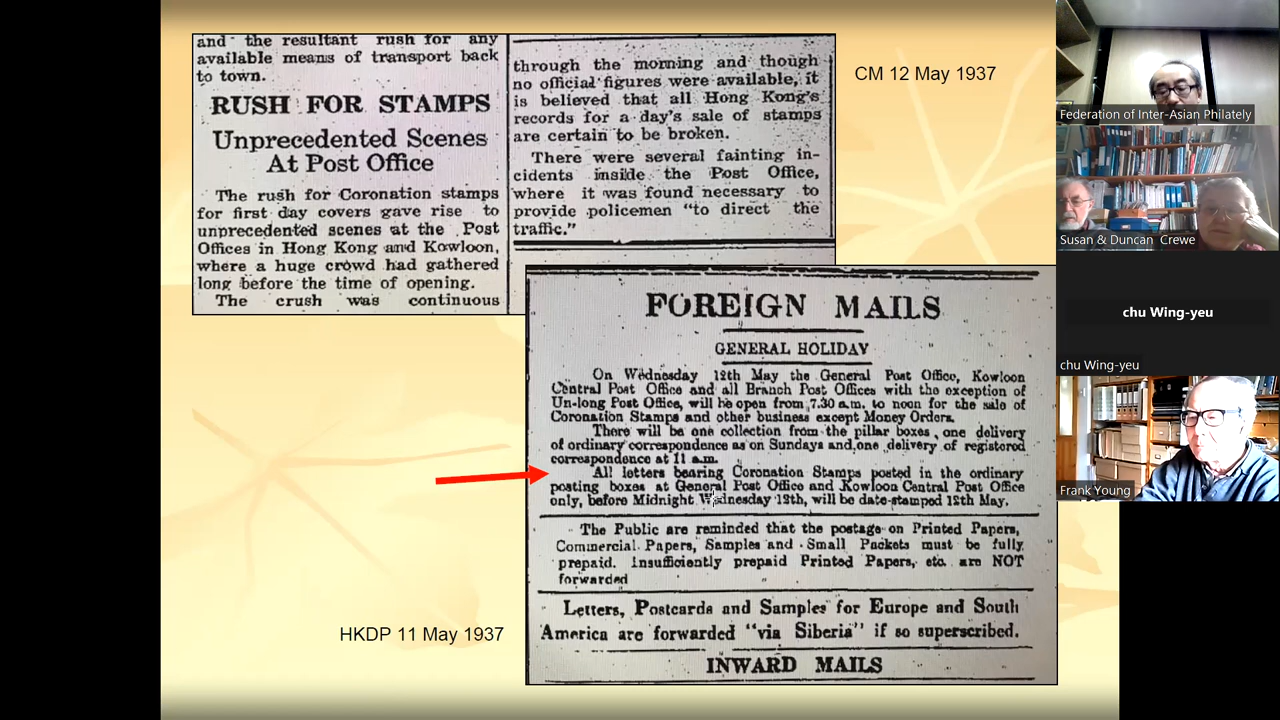 and the resultant rush for any
available means of transport back
to town.
RUSH FOR STAMPS
Unprecedented Scenes
At Post Office
The rush for Coronation stamps
for first day covers gave rise to
unprecedented scenes at the Post
Offices in Hong Kong and Kowloon,
where a huge crowd had gathered
long before the time of opening.
The crush was continuous
through the morning and though
no official figures were available, it
is believed that all Hong Kong's
records for a day's sale of stamps
are certain to be broken.
There were several fainting in-
cidents inside the Post Office,
where it was found necessary to
provide policemen "to direct the
traffic."
CM 12 May 1937
FOREIGN MAILS
GENERAL HOLIDAY
On Wednesday 12th May the General Post Office, Kowloon
Central Post Office and all Branch Post Offices with the exception of
Un-long Post Office, will be open from 7.30 a.m. to noon for the sale of
Coronation Stamps and other business except Money Orders.
There will be one collection from the pillar boxes, one delivery
of ordinary correspondence as on Sundays and one delivery of registered
correspondence at 11 a.m.
All letters bearing Coronation Stamps posted in the ordinary
posting boxes at General Post Office and Kowloon Central Post Office
only, before Midnight Wednesday 12th, will be date-stamped 12th May.
The Public are reminded that the postage on Printed Papers,
Commercial Papers, Samples and Small Packets must be fully
prepaid. Insufficiently prepaid Printed Papers, etc. are NOT
forwarded
Letters, Postcards and Samples for Europe and South
America are forwarded "via Siberia" if so superscribed.
INWARD MAILS
HKDP 11 May 1937
Federation of Inter-Asian Philately
Susan & Duncan Crewe
chu Wing-yeu
chu Wing-yeu
Frank Young